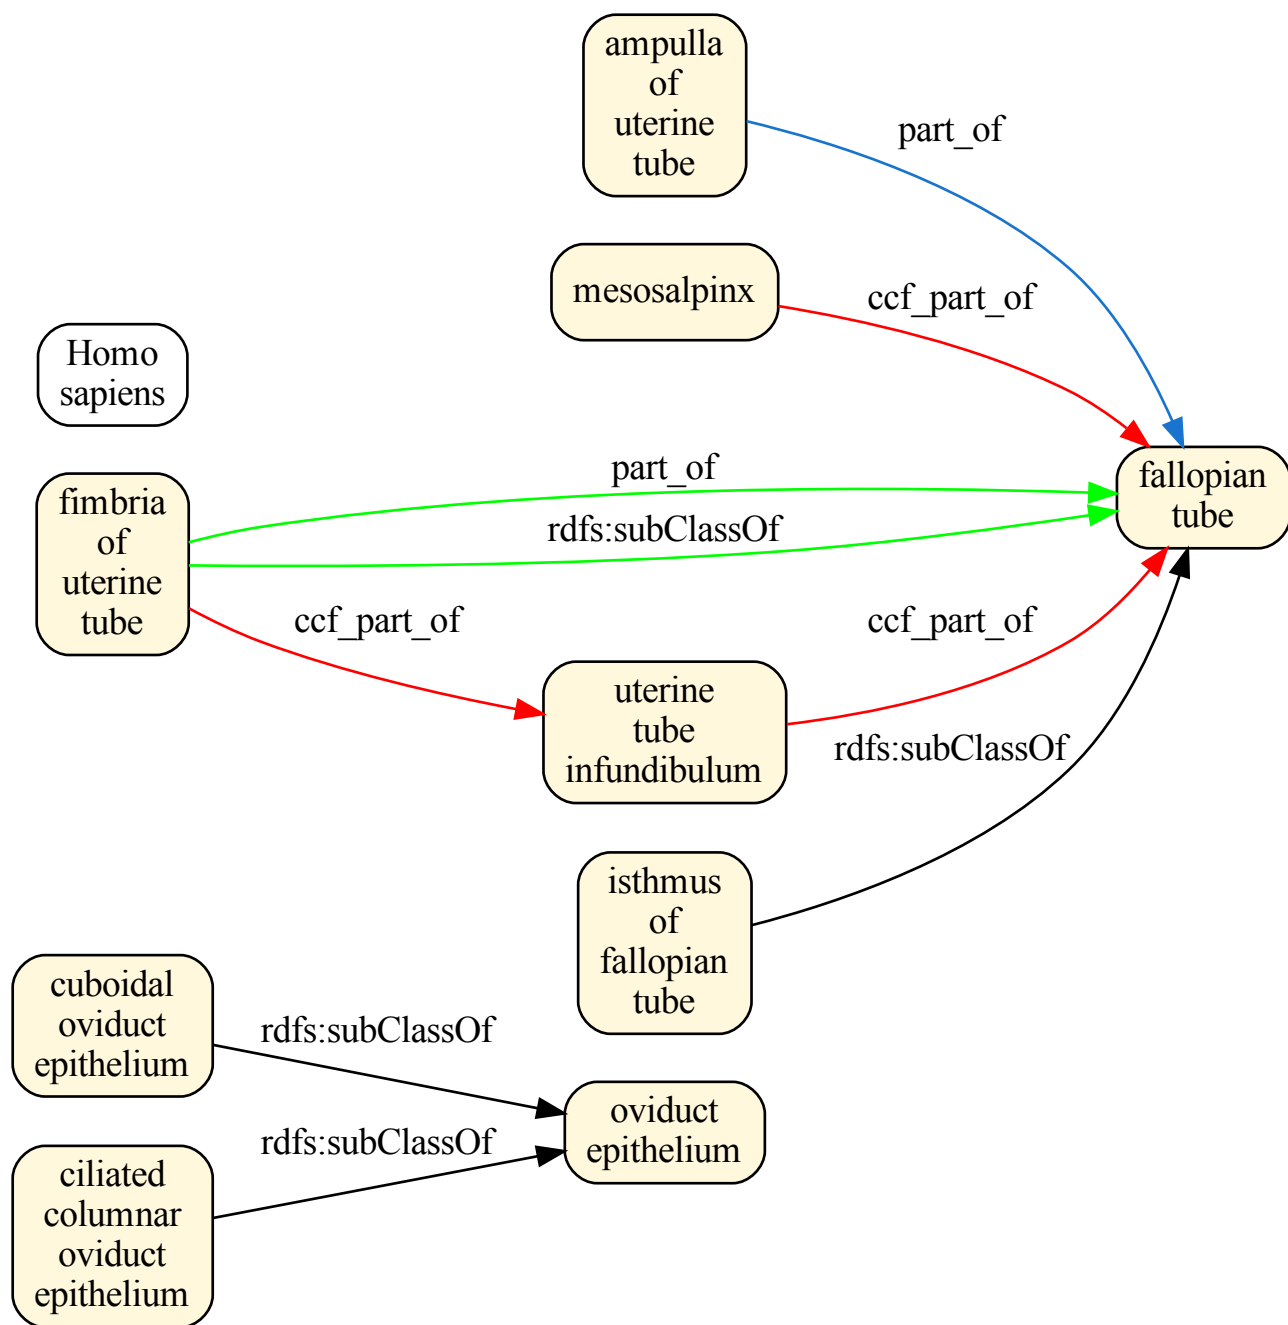 ampulla
of
uterine
tube
part_of
mesosalpinx
ccf_part_of
Homo
sapiens
fimbria
of
uterine
tube
part_of
rdfs:subClassOf
fallopian
tube
ccf_part_of
ccf_part_of
uterine
tube
infundibulum
rdfs:subClassOf
isthmus
of
fallopian
tube
cuboidal
oviduct
epithelium
rdfs:subClassOf
oviduct
epithelium
rdfs:subClassOf
ciliated
columnar
oviduct
epithelium